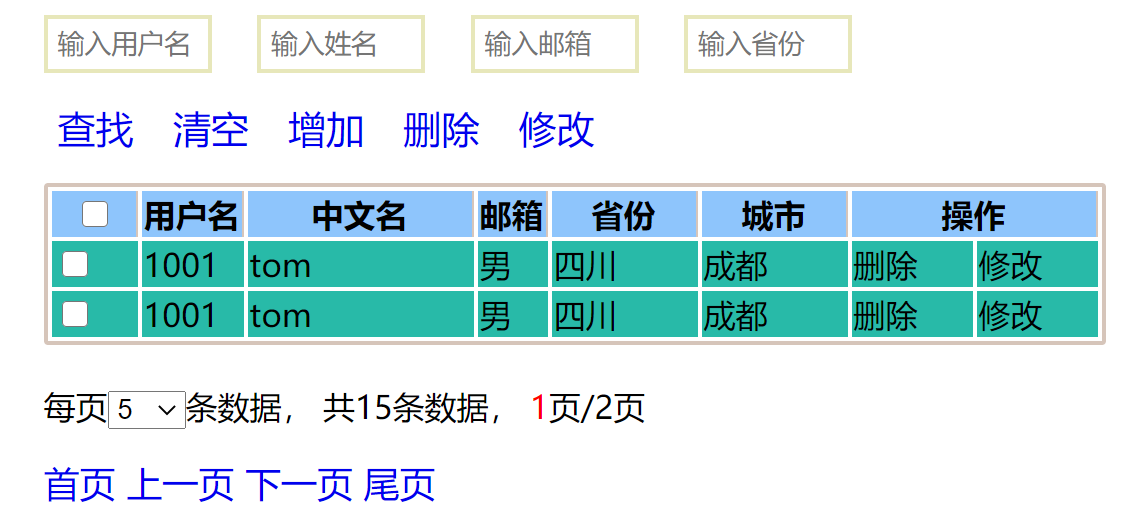 输入用户名 输入姓名 输入邮箱 输入省份
查找 清空 增加 删除 修改
用户名 中文名 邮箱 省份 城市 操作
1001 tom 男 四川 成都 删除 修改
1001 tom 男 四川 成都 删除 修改
每页5条数据， 共15条数据， 1页/2页
首页 上一页 下一页 尾页